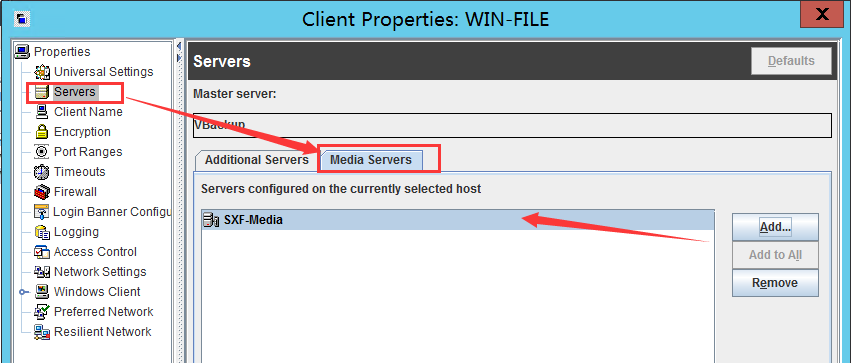 Client Properties: WIN-FILE
X
Properties
Universal Settings
Servers
Client Name
Encryption
Port Ranges
Timeouts
Firewall
Login Banner Configu
Logging
Access Control
Network Settings
Windows Client
Preferred Network
Resilient Network
Servers
Defaults
Master server:
VBackup
Additional Servers
Media Servers
Servers configured on the currently selected host
SXF-Media
Add...
Add to All
Remove